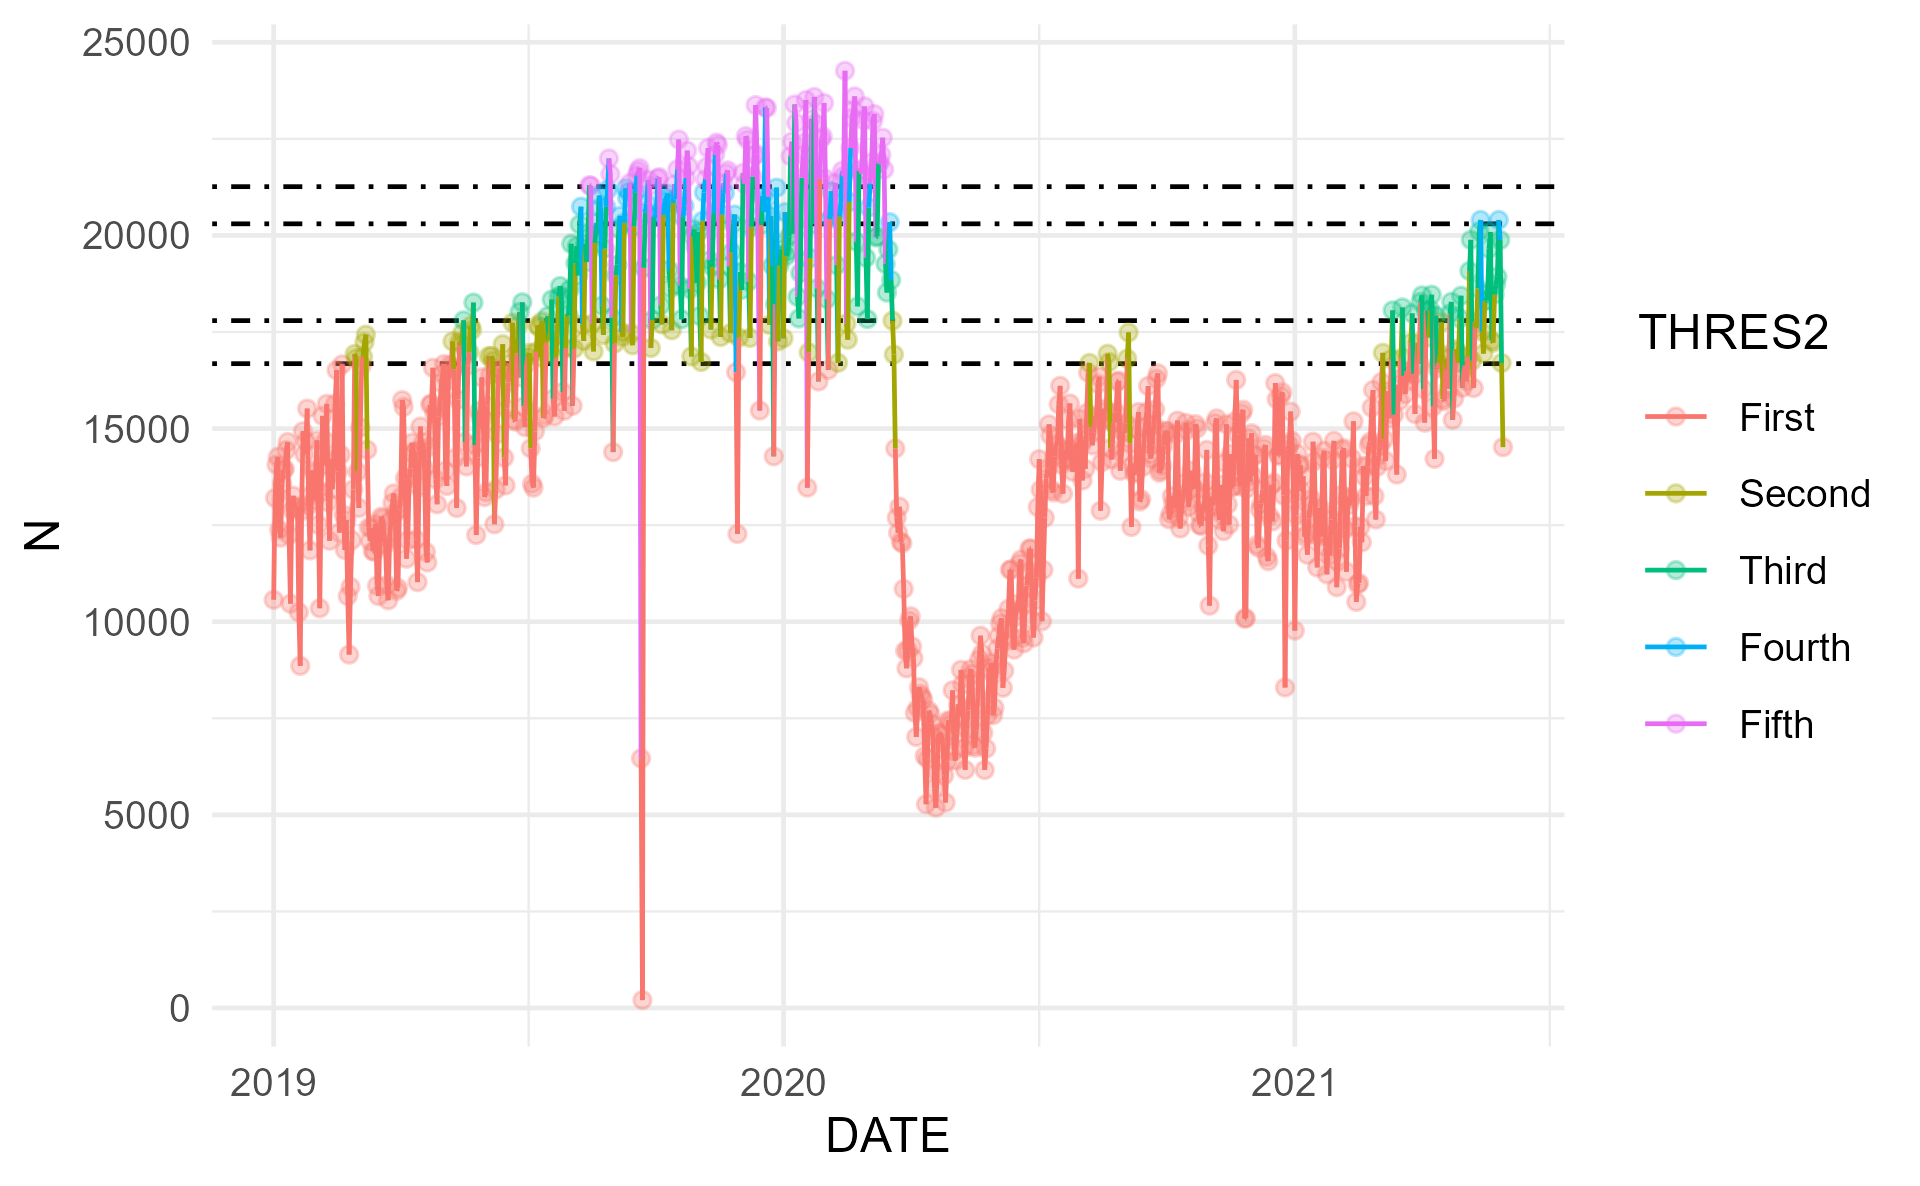 25000
20000
15000
10000
5000
0
N
2019
2020
2021
DATE
THRES2
First
Second
Third
Fourth
Fifth